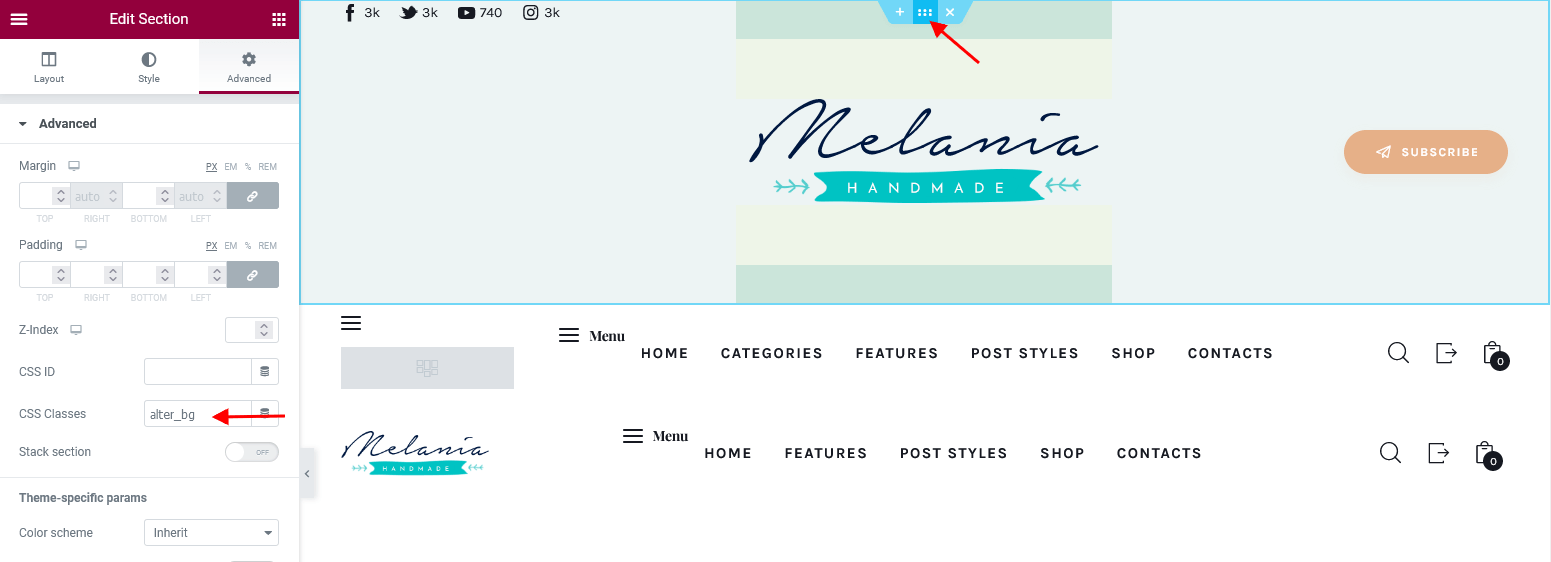 Edit Section
Layout
Style
Advanced
Advanced
Margin
PX EM % REM
auto auto
TOP RIGHT BOTTOM LEFT
Padding
PX EM % REM
TOP RIGHT BOTTOM LEFT
Z-Index
CSS ID
CSS Classes
alter_bg
Stack section
OFF
Theme-specific params
Color scheme
Inherit
3k 3k 740 3k
Melania
HANDMADE
SUBSCRIBE
Menu
HOME CATEGORIES FEATURES POST STYLES SHOP CONTACTS
0
Melania
HANDMADE
Menu
HOME FEATURES POST STYLES SHOP CONTACTS
0